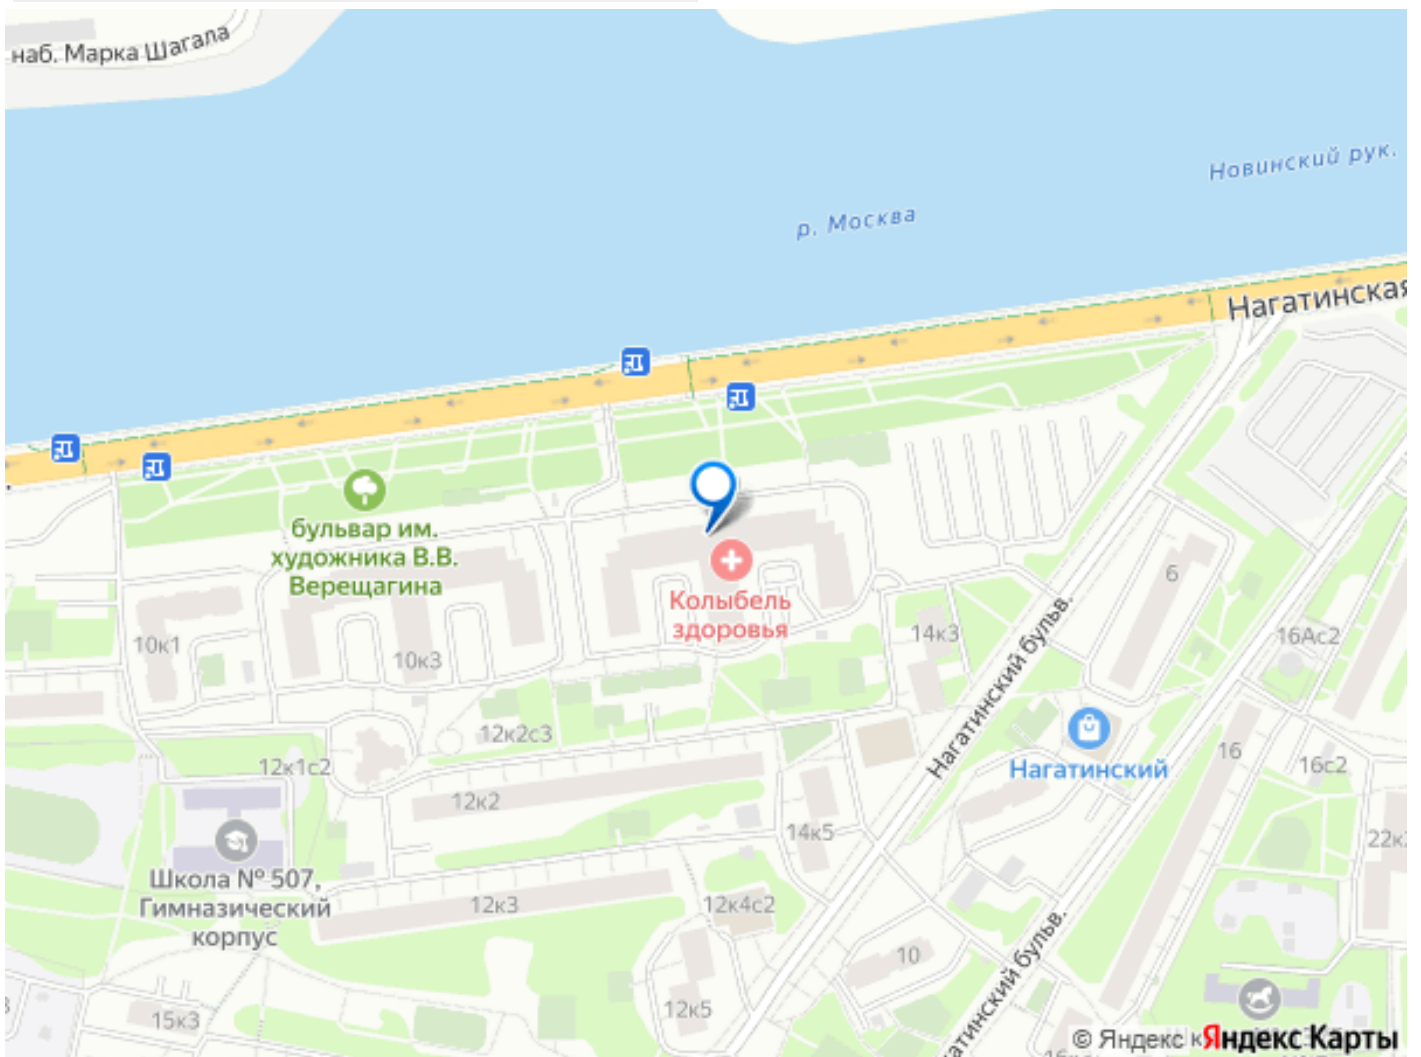 наб. Марка Шагала
Новинский рук.
р. Москва
Нагатинская
бульвар им.
художника В.В.
Верещагина
Колыбель
здоровья
6
10к1
10к3
14к3
16Ас2
Нагатинский бульв.
12к2с3
12к1с2
Нагатинский
16
16с2
12к2
14к5
22к
Школа № 507,
Гимназический
корпус
12к3
12к4с2
10
12к5
15к3
атинский бульв.
© Яндекс
Яндекс Карты